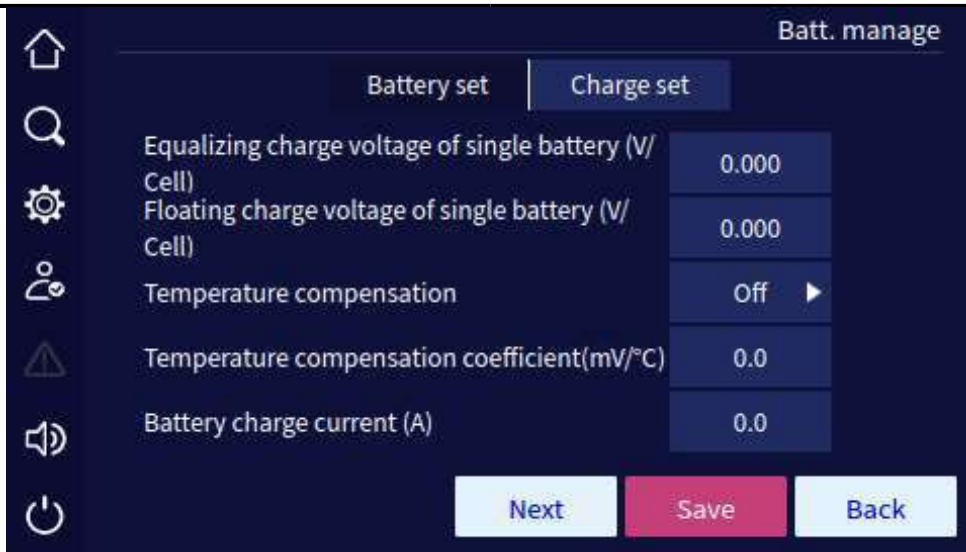 Batt. manage
Battery set
Charge set
Equalizing charge voltage of single battery (V/
Cell)
0.000
Floating charge voltage of single battery (V/
Cell)
0.000
Temperature compensation
Off
Temperature compensation coefficient(mV/°C)
0.0
Battery charge current (A)
0.0
Next
Save
Back